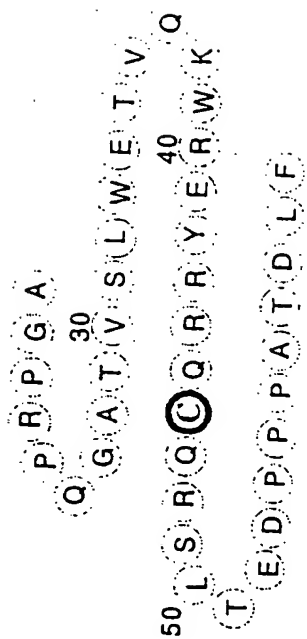 P R P G A
30
Q G A T V S L W E T V Q
40
S R Q C Q R R Y E R W K
50 L
T E D P P P A T D L F